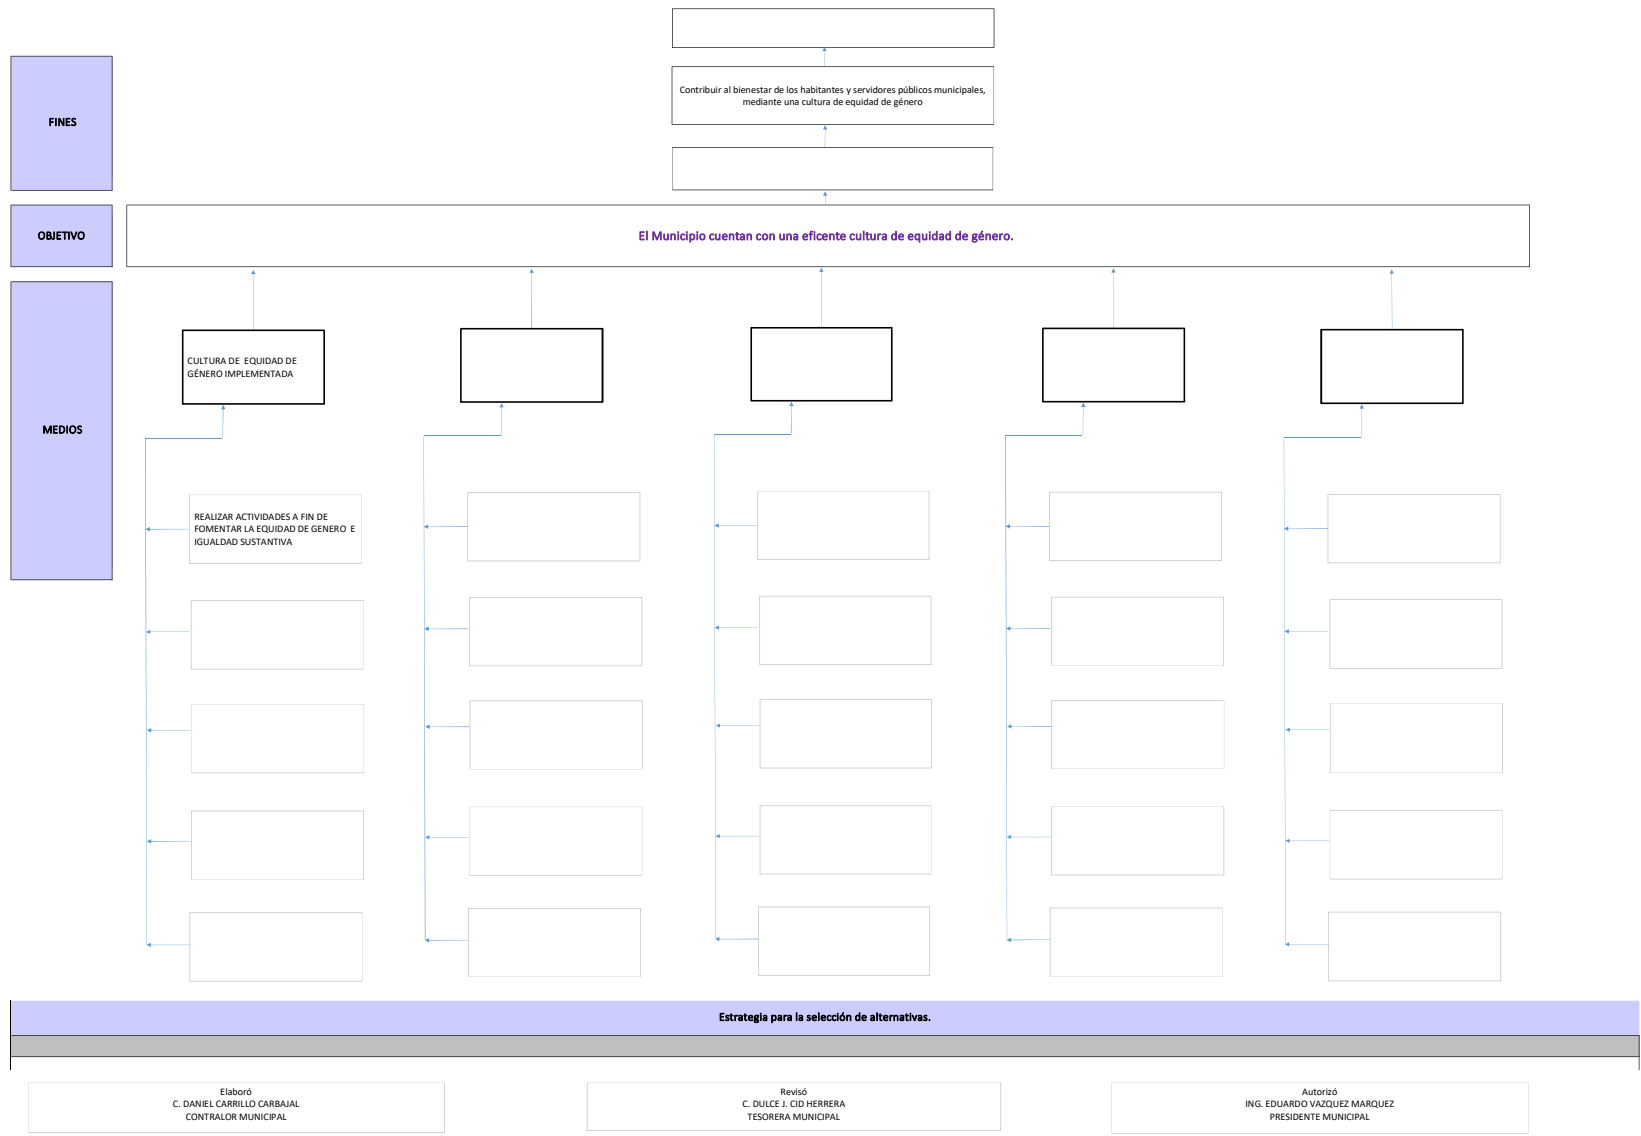 Contribuir al bienestar de los habitantes y servidores públicos municipales,
mediante una cultura de equidad de género
FINES
OBJETIVO
El Municipio cuentan con una eficente cultura de equidad de género.
MEDIOS
CULTURA DE EQUIDAD DE
GÉNERO IMPLEMENTADA
REALIZAR ACTIVIDADES A FIN DE
FOMENTAR LA EQUIDAD DE GENERO E
IGUALDAD SUSTANTIVA
Estrategia para la selección de alternativas.
Elaboró
C. DANIEL CARRILLO CARBAJAL
CONTRALOR MUNICIPAL
Revisó
C. DULCE J. CID HERRERA
TESORERA MUNICIPAL
Autorizó
ING. EDUARDO VAZQUEZ MARQUEZ
PRESIDENTE MUNICIPAL